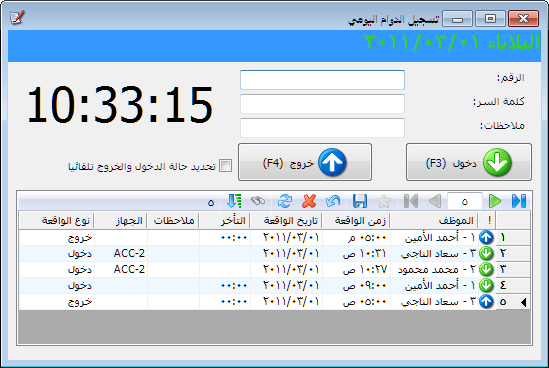 تسجيل الدوام اليومي
الثلاثاء ٢٠١١/٠٣/٠١
الرقم:
كلمة السر:
ملاحظات:
10:33:15
دخول (F3)
خروج (F4)
تحديد حالة الدخول والخروج تلقائيا
٥ ٥
! الموظف زمن الواقعة تاريخ الواقعة التأخر ملاحظات الجهاز نوع الواقعة
١ ١ - أحمد الأمين ٠٥:٠٠ م ٢٠١١/٠٣/٠١ ٠٠:٠٠ خروج
٢ ٣ - سعاد الناجي ١٠:٣١ ص ٢٠١١/٠٣/٠١ ACC-2 دخول
٣ ٢ - محمد محمود ١٠:٢٧ ص ٢٠١١/٠٣/٠١ ACC-2 دخول
٤ ١ - أحمد الأمين ٠٩:٠٠ ص ٢٠١١/٠٣/٠١ ٠٠:٠٠ دخول
٥ ٣ - سعاد الناجي ٠٥:٠٠ ص ٢٠١١/٠٣/٠١ ٠٠:٠٠ خروج